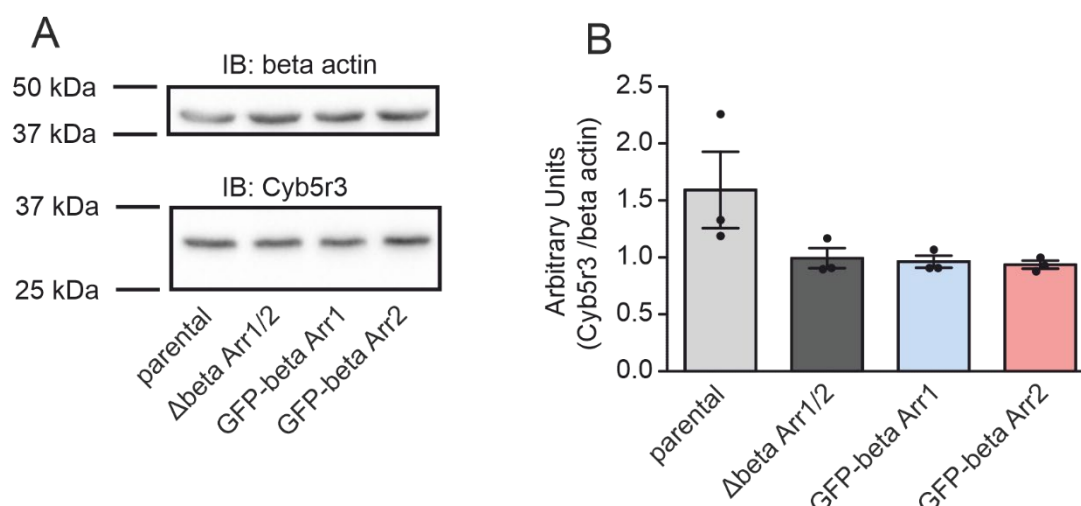 A
IB: beta actin
50 kDa
37 kDa
IB: Cyb5r3
37 kDa
25 kDa
parental
Δbeta Arr1/2
GFP-beta Arr1
GFP-beta Arr2
B
Arbitrary Units
(Cyb5r3 /beta actin)
2.5
2.0
1.5
1.0
0.5
0.0
parental
Δbeta Arr1/2
GFP-beta Arr1
GFP-beta Arr2